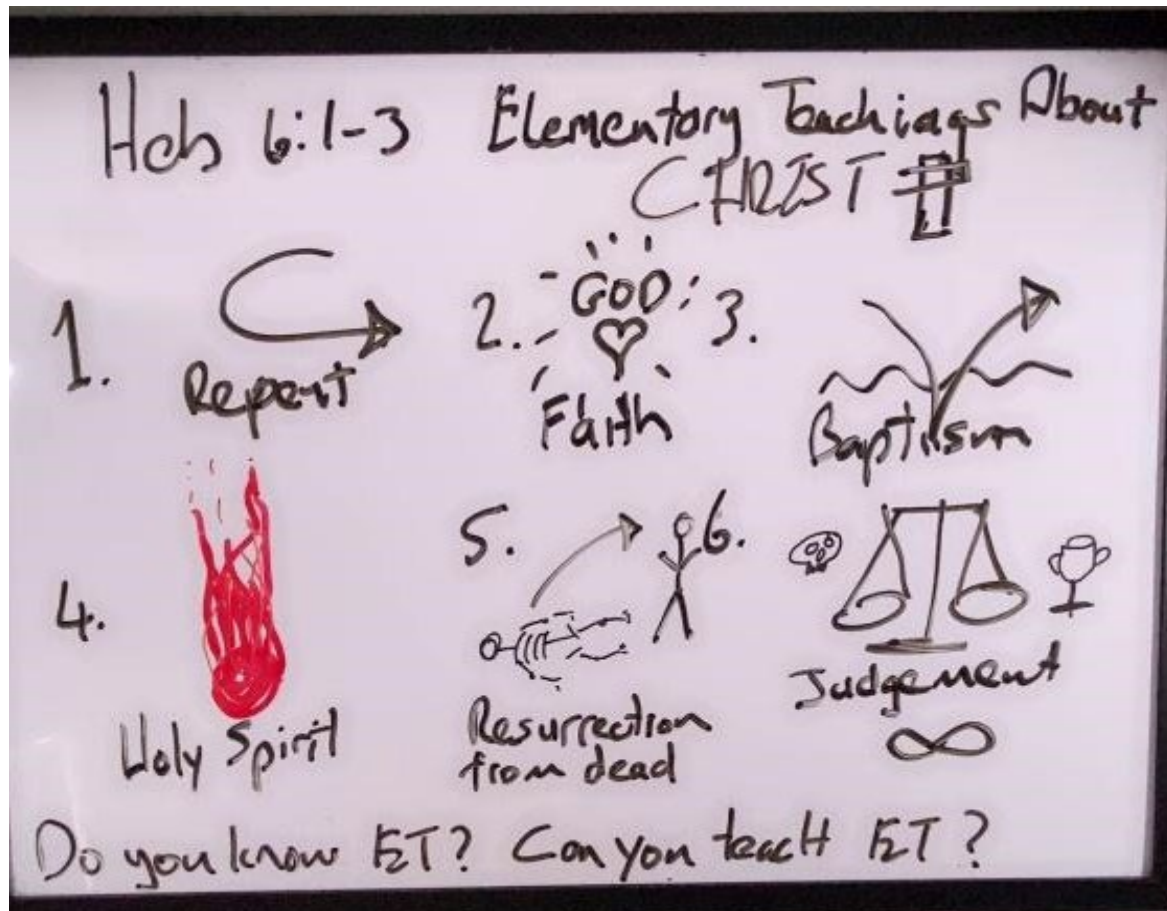 Heb 6:1-3 Elementary Teachings About
CHRIST
1. Repent
2. GOD
Faith
3. Baptism
4. Holy Spirit
5. Resurrection
from dead
6. Judgement
Do you know ET? Can you teach ET?